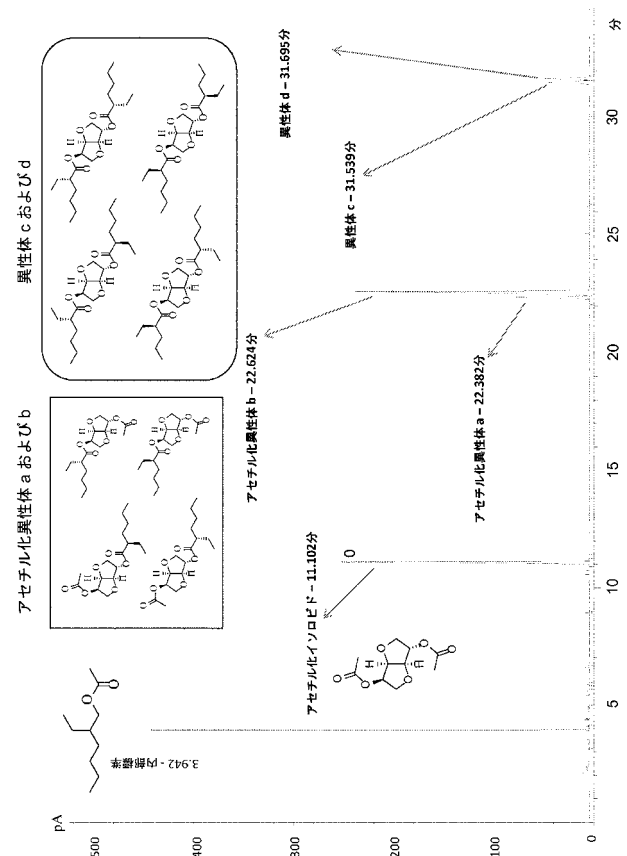 アセチル化異性体 a および b
異性体 c および d
pA
500
400
300
200
100
0
3.942 - 内部標準
アセチル化イソソルビド – 11.102分
アセチル化異性体 b – 22.624分
アセチル化異性体 a – 22.382分
異性体 c – 31.539分
異性体 d – 31.695分
5
10
15
20
25
30
分